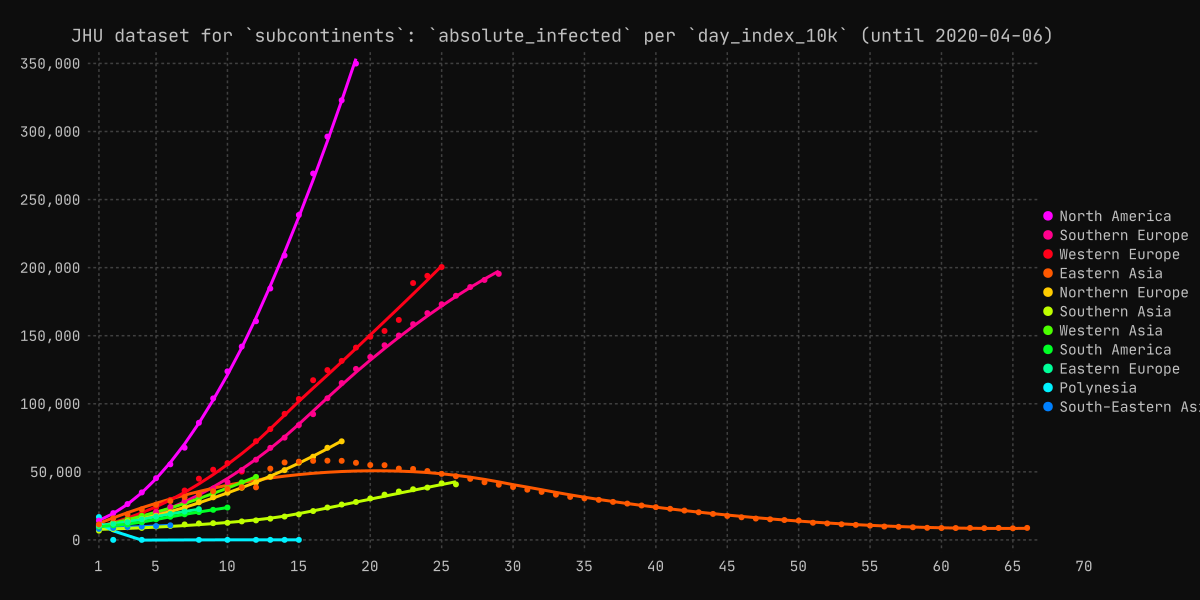 JHU dataset for `subcontinents`: `absolute_infected` per `day_index_10k` (until 2020-04-06)
350,000
300,000
250,000
200,000
150,000
100,000
50,000
0
1 5 10 15 20 25 30 35 40 45 50 55 60 65 70
North America
Southern Europe
Western Europe
Eastern Asia
Northern Europe
Southern Asia
Western Asia
South America
Eastern Europe
Polynesia
South-Eastern As